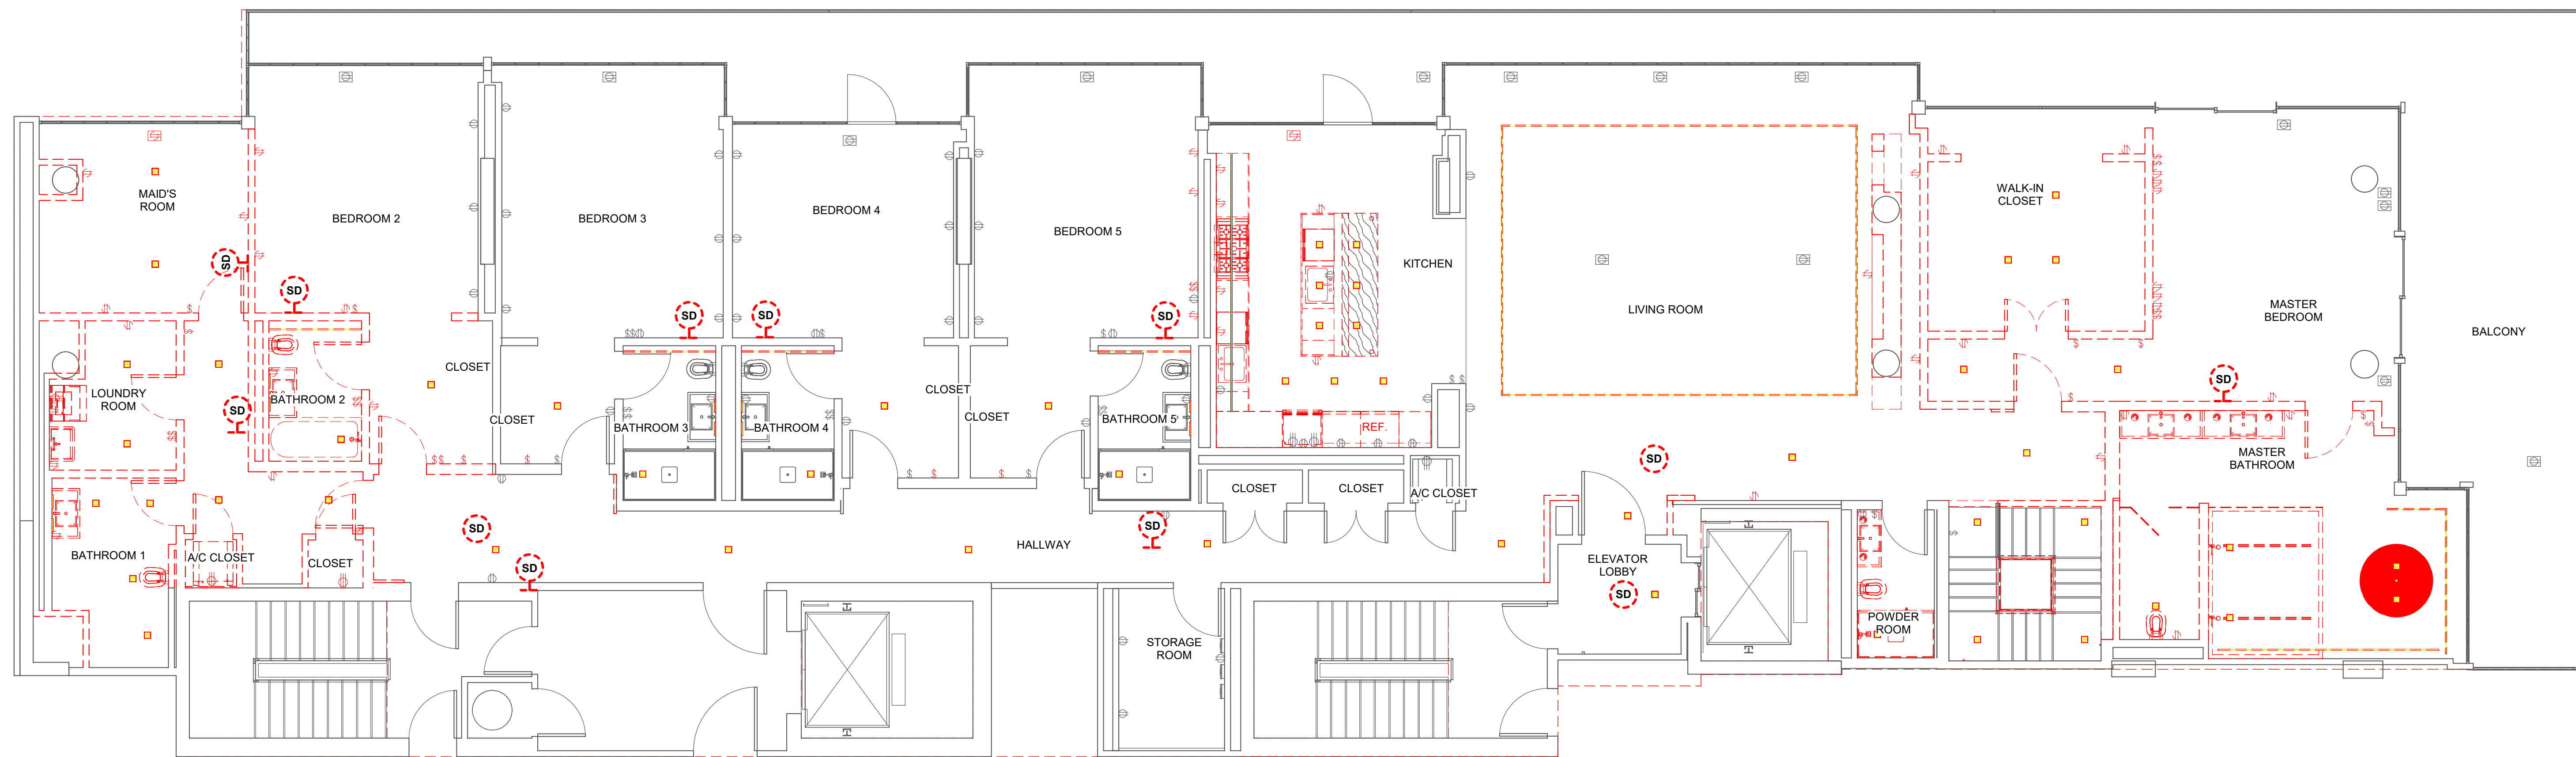 MAID'S
ROOM
BEDROOM 2
BEDROOM 3
BEDROOM 4
BEDROOM 5
KITCHEN
LIVING ROOM
WALK-IN
CLOSET
MASTER
BEDROOM
BALCONY
SD
SD
SD
SD
SD
SD
SD
LOUNDRY
ROOM
BATHROOM 2
CLOSET
CLOSET
BATHROOM 3
BATHROOM 4
CLOSET
CLOSET
BATHROOM 5
REF.
MASTER
BATHROOM
SD
SD
SD
SD
SD
SD
CLOSET
CLOSET
A/C CLOSET
BATHROOM 1
A/C CLOSET
CLOSET
HALLWAY
ELEVATOR
LOBBY
STORAGE
ROOM
POWDER
ROOM